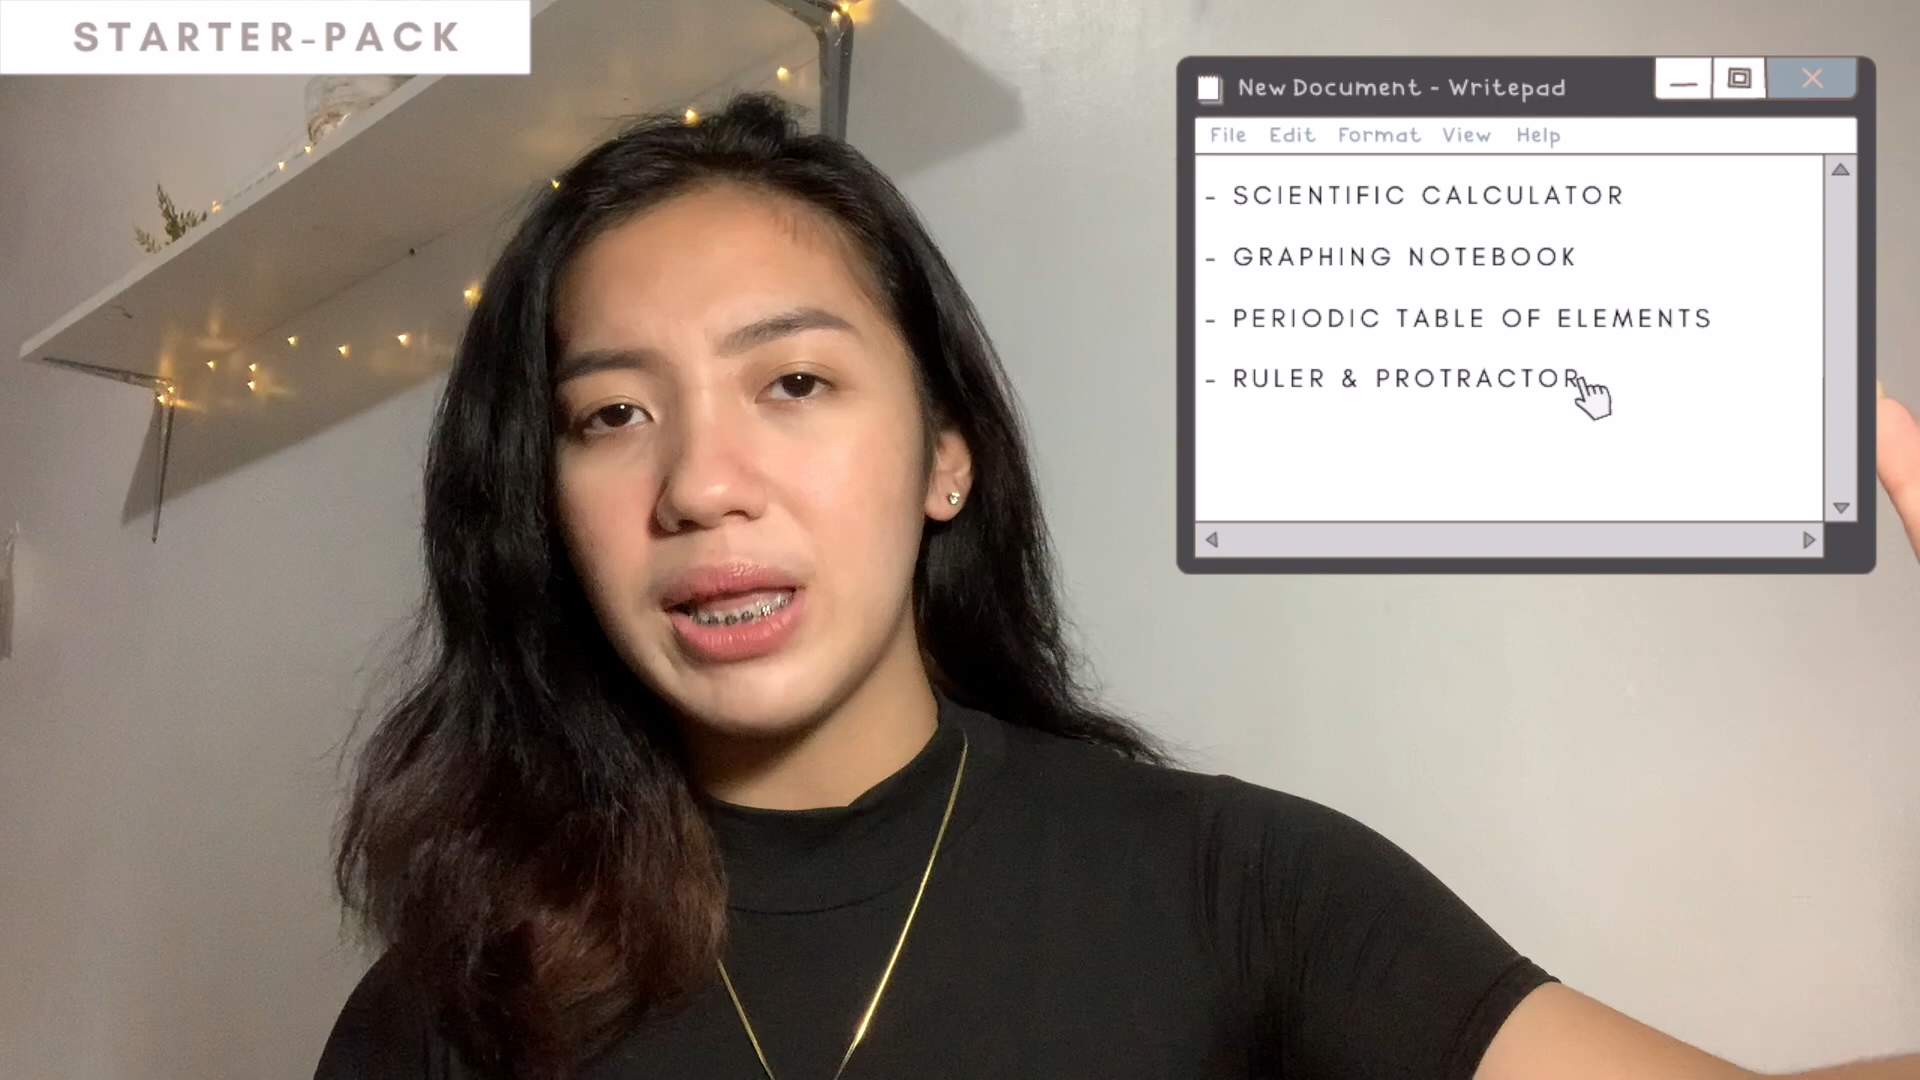 STARTER-PACK
New Document - Writepad
File Edit Format View Help
- SCIENTIFIC CALCULATOR
- GRAPHING NOTEBOOK
- PERIODIC TABLE OF ELEMENTS
- RULER & PROTRACTOR